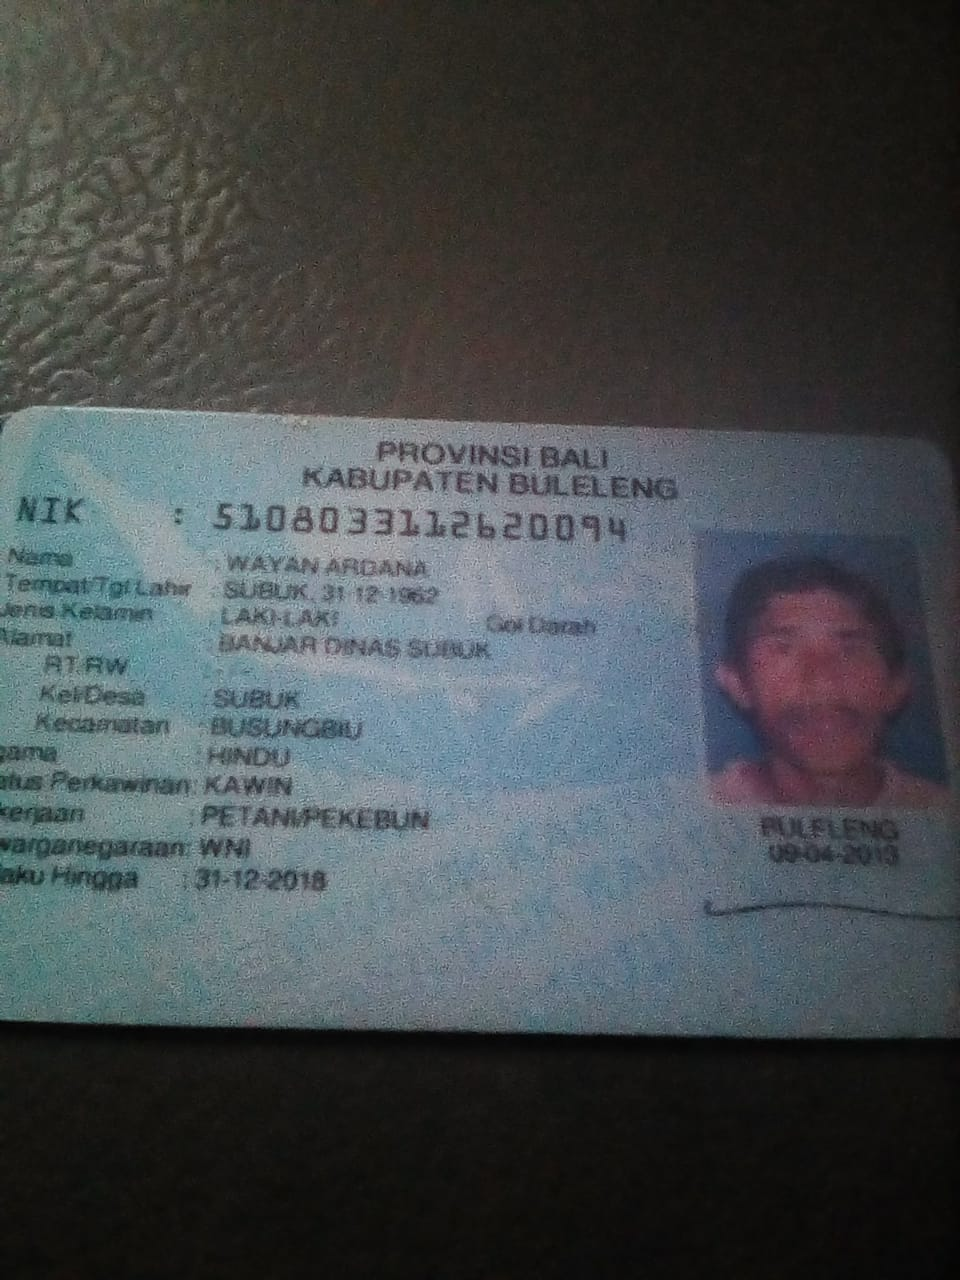 PROVINSI BALI
KABUPATEN BULELENG
NIK : 5108033112620094
Nama : WAYAN ARDANA
Tempat/Tgl Lahir : SUBUK, 31-12-1962
Jenis Kelamin : LAKI-LAKI Gol Darah
Alamat : BANJAR DINAS SUBUK
RT/RW : -
Kel/Desa : SUBUK
Kecamatan : BUSUNGBIU
gama : HINDU
atus Perkawinan: KAWIN
kerjaan : PETANI/PEKEBUN
warganegaraan: WNI
aku Hingga : 31-12-2018
BULELENG
09-04-2013